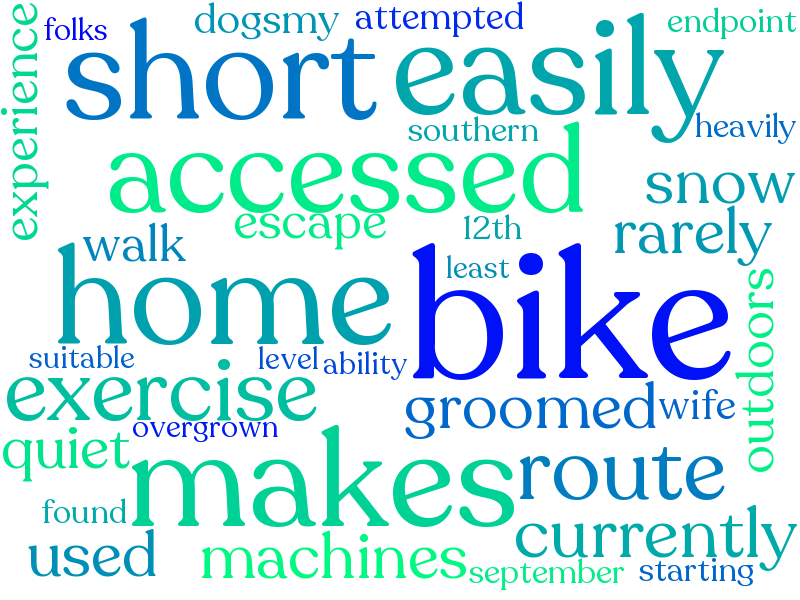 experience
folks
dogsmy
attempted
endpoint
short
easily
southern
heavily
accessed
snow
escape
12th
rarely
walk
least
home
bike
outdoors
suitable
level
ability
exercise
groomed
wife
quiet
overgrown
makes
route
found
currently
used
machines
september
starting